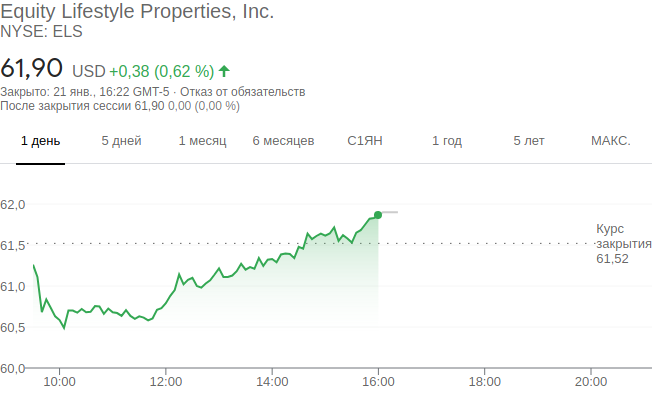 Equity Lifestyle Properties, Inc.
NYSE: ELS
61,90 USD +0,38 (0,62 %)
Закрыто: 21 янв., 16:22 GMT-5 · Отказ от обязательств
После закрытия сессии 61,90 0,00 (0,00 %)
1 день 5 дней 1 месяц 6 месяцев С1ЯН 1 год 5 лет МАКС.
62,0
Курс
61,5 закрытия
61,52
61,0
60,5
60,0
10:00 12:00 14:00 16:00 18:00 20:00